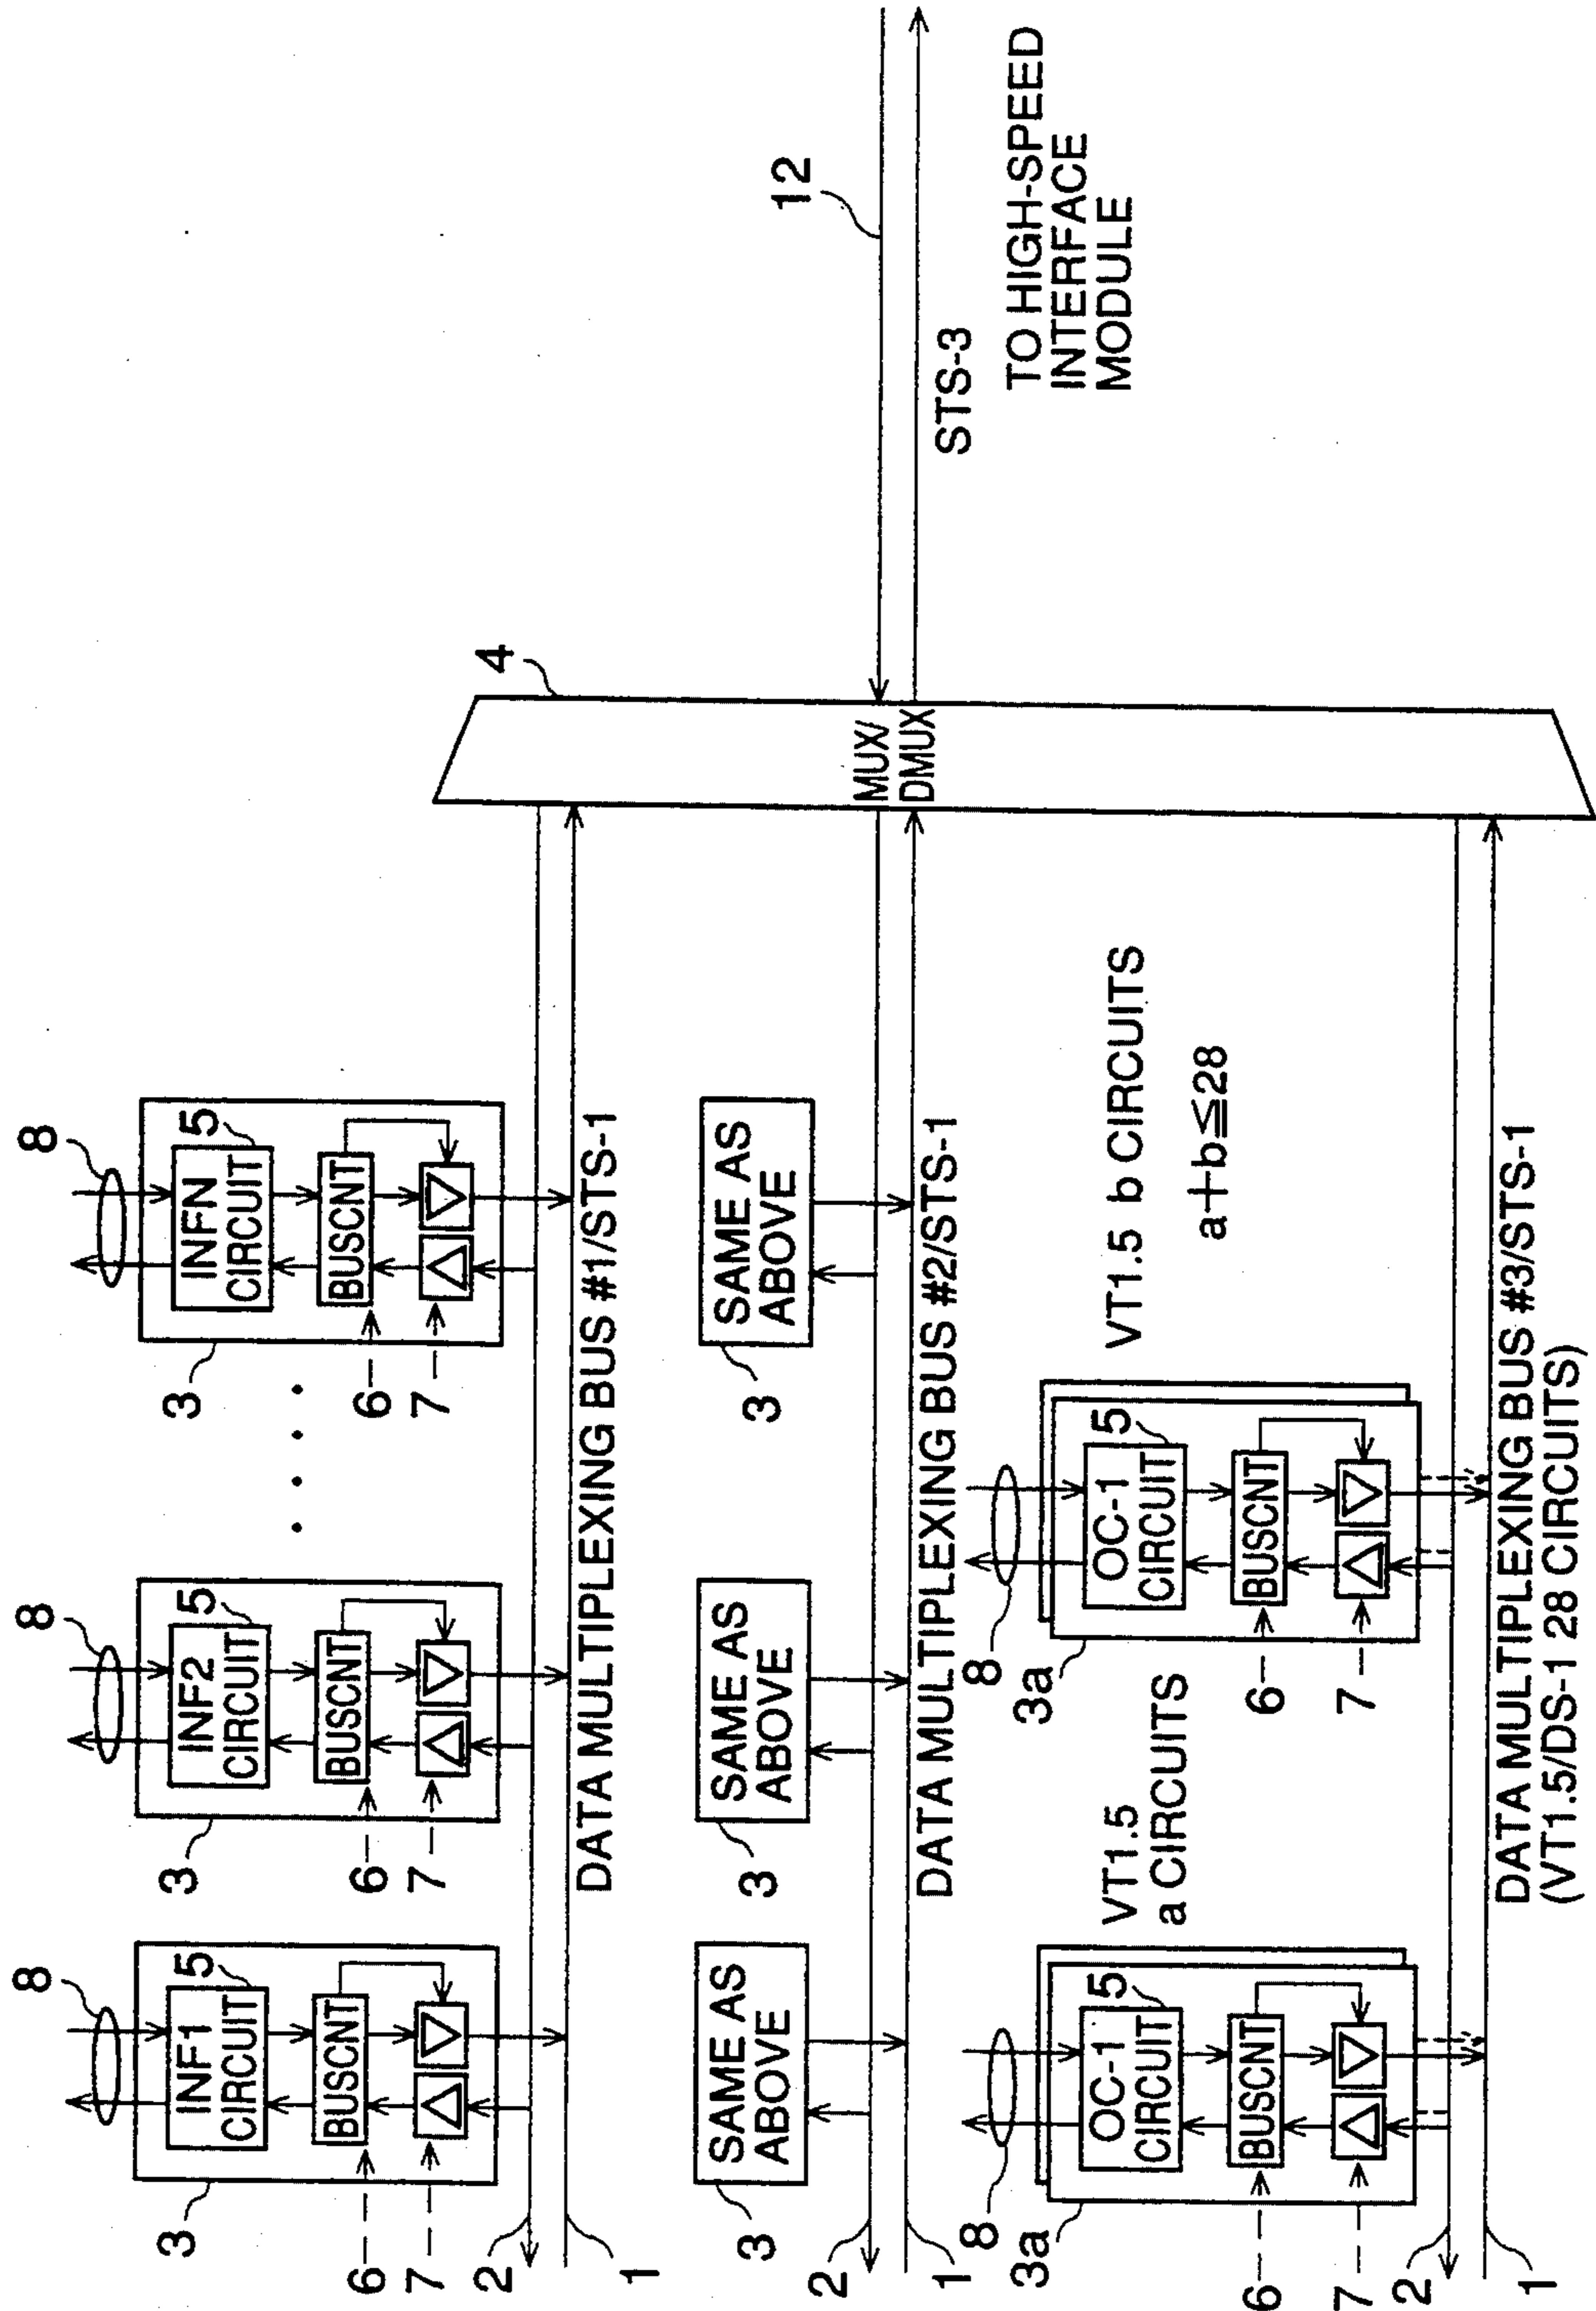 8
8
8
INF1
CIRCUIT
5
INF2
CIRCUIT
5
INFN
CIRCUIT
5
BUSCNT
BUSCNT
BUSCNT
3
3
3
6
6
6
7
7
7
2
1
DATA MULTIPLEXING BUS #1/STS-1
4
SAME AS
ABOVE
SAME AS
ABOVE
SAME AS
ABOVE
3
3
3
2
1
DATA MULTIPLEXING BUS #2/STS-1
MUX/
DMUX
12
STS-3
TO HIGH-SPEED
INTERFACE
MODULE
8
8
3a
3a
OC-1
CIRCUIT
5
OC-1
CIRCUIT
5
VT1.5
a CIRCUITS
VT1.5 b CIRCUITS
a+b≦28
BUSCNT
BUSCNT
6
6
7
7
2
1
DATA MULTIPLEXING BUS #3/STS-1
(VT1.5/DS-1 28 CIRCUITS)